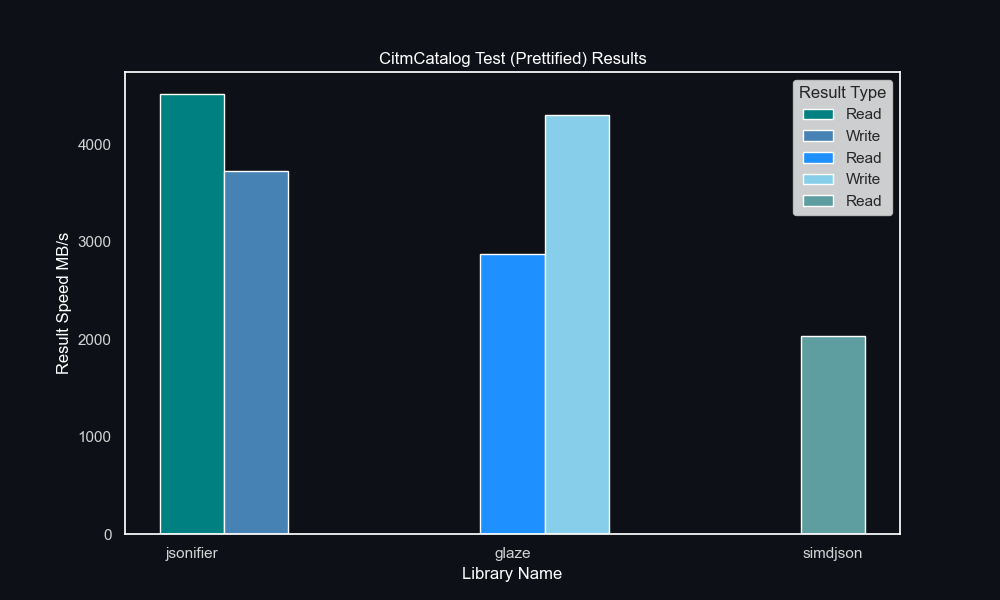 CitmCatalog Test (Prettified) Results
Result Type
Read
Write
Read
Write
Read
4000
3000
2000
1000
0
Result Speed MB/s
jsonifier
glaze
simdjson
Library Name